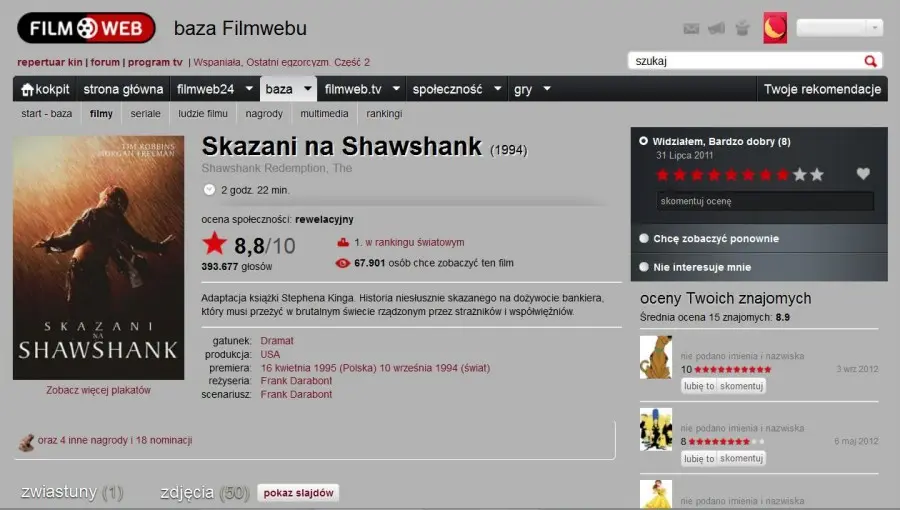 FILM WEB
baza Filmwebu
repertuar kin | forum | program tv | Wspaniała, Ostatni egzorcyzm. Część 2
szukaj
kokpit strona główna filmweb24 baza filmweb.tv społeczność gry Twoje rekomendacje
start - baza filmy seriale ludzie filmu nagrody multimedia rankingi
TIM ROBBINS
MORGAN FREEMAN
SKAZANI
NA
SHAWSHANK
Zobacz więcej plakatów
Skazani na Shawshank (1994)
Shawshank Redemption, The
2 godz. 22 min.
ocena społeczności: rewelacyjny
8,8/10
393.677 głosów
1. w rankingu światowym
67.901 osób chce zobaczyć ten film
Adaptacja książki Stephena Kinga. Historia niesłusznie skazanego na dożywocie bankiera,
który musi przeżyć w brutalnym świecie rządzonym przez strażników i współwięźniów.
gatunek: Dramat
produkcja: USA
premiera: 16 kwietnia 1995 (Polska) 10 września 1994 (świat)
reżyseria: Frank Darabont
scenariusz: Frank Darabont
oraz 4 inne nagrody i 18 nominacji
zwiastuny (1) zdjęcia (50) pokaz slajdów
Widziałem, Bardzo dobry (8)
31 Lipca 2011
skomentuj ocenę
Chcę zobaczyć ponownie
Nie interesuje mnie
oceny Twoich znajomych
Średnia ocena 15 znajomych: 8.9
nie podano imienia i nazwiska
10 3 wrz 2012
lubię to skomentuj
nie podano imienia i nazwiska
8 6 maj 2012
lubię to skomentuj
nie podano imienia i nazwiska